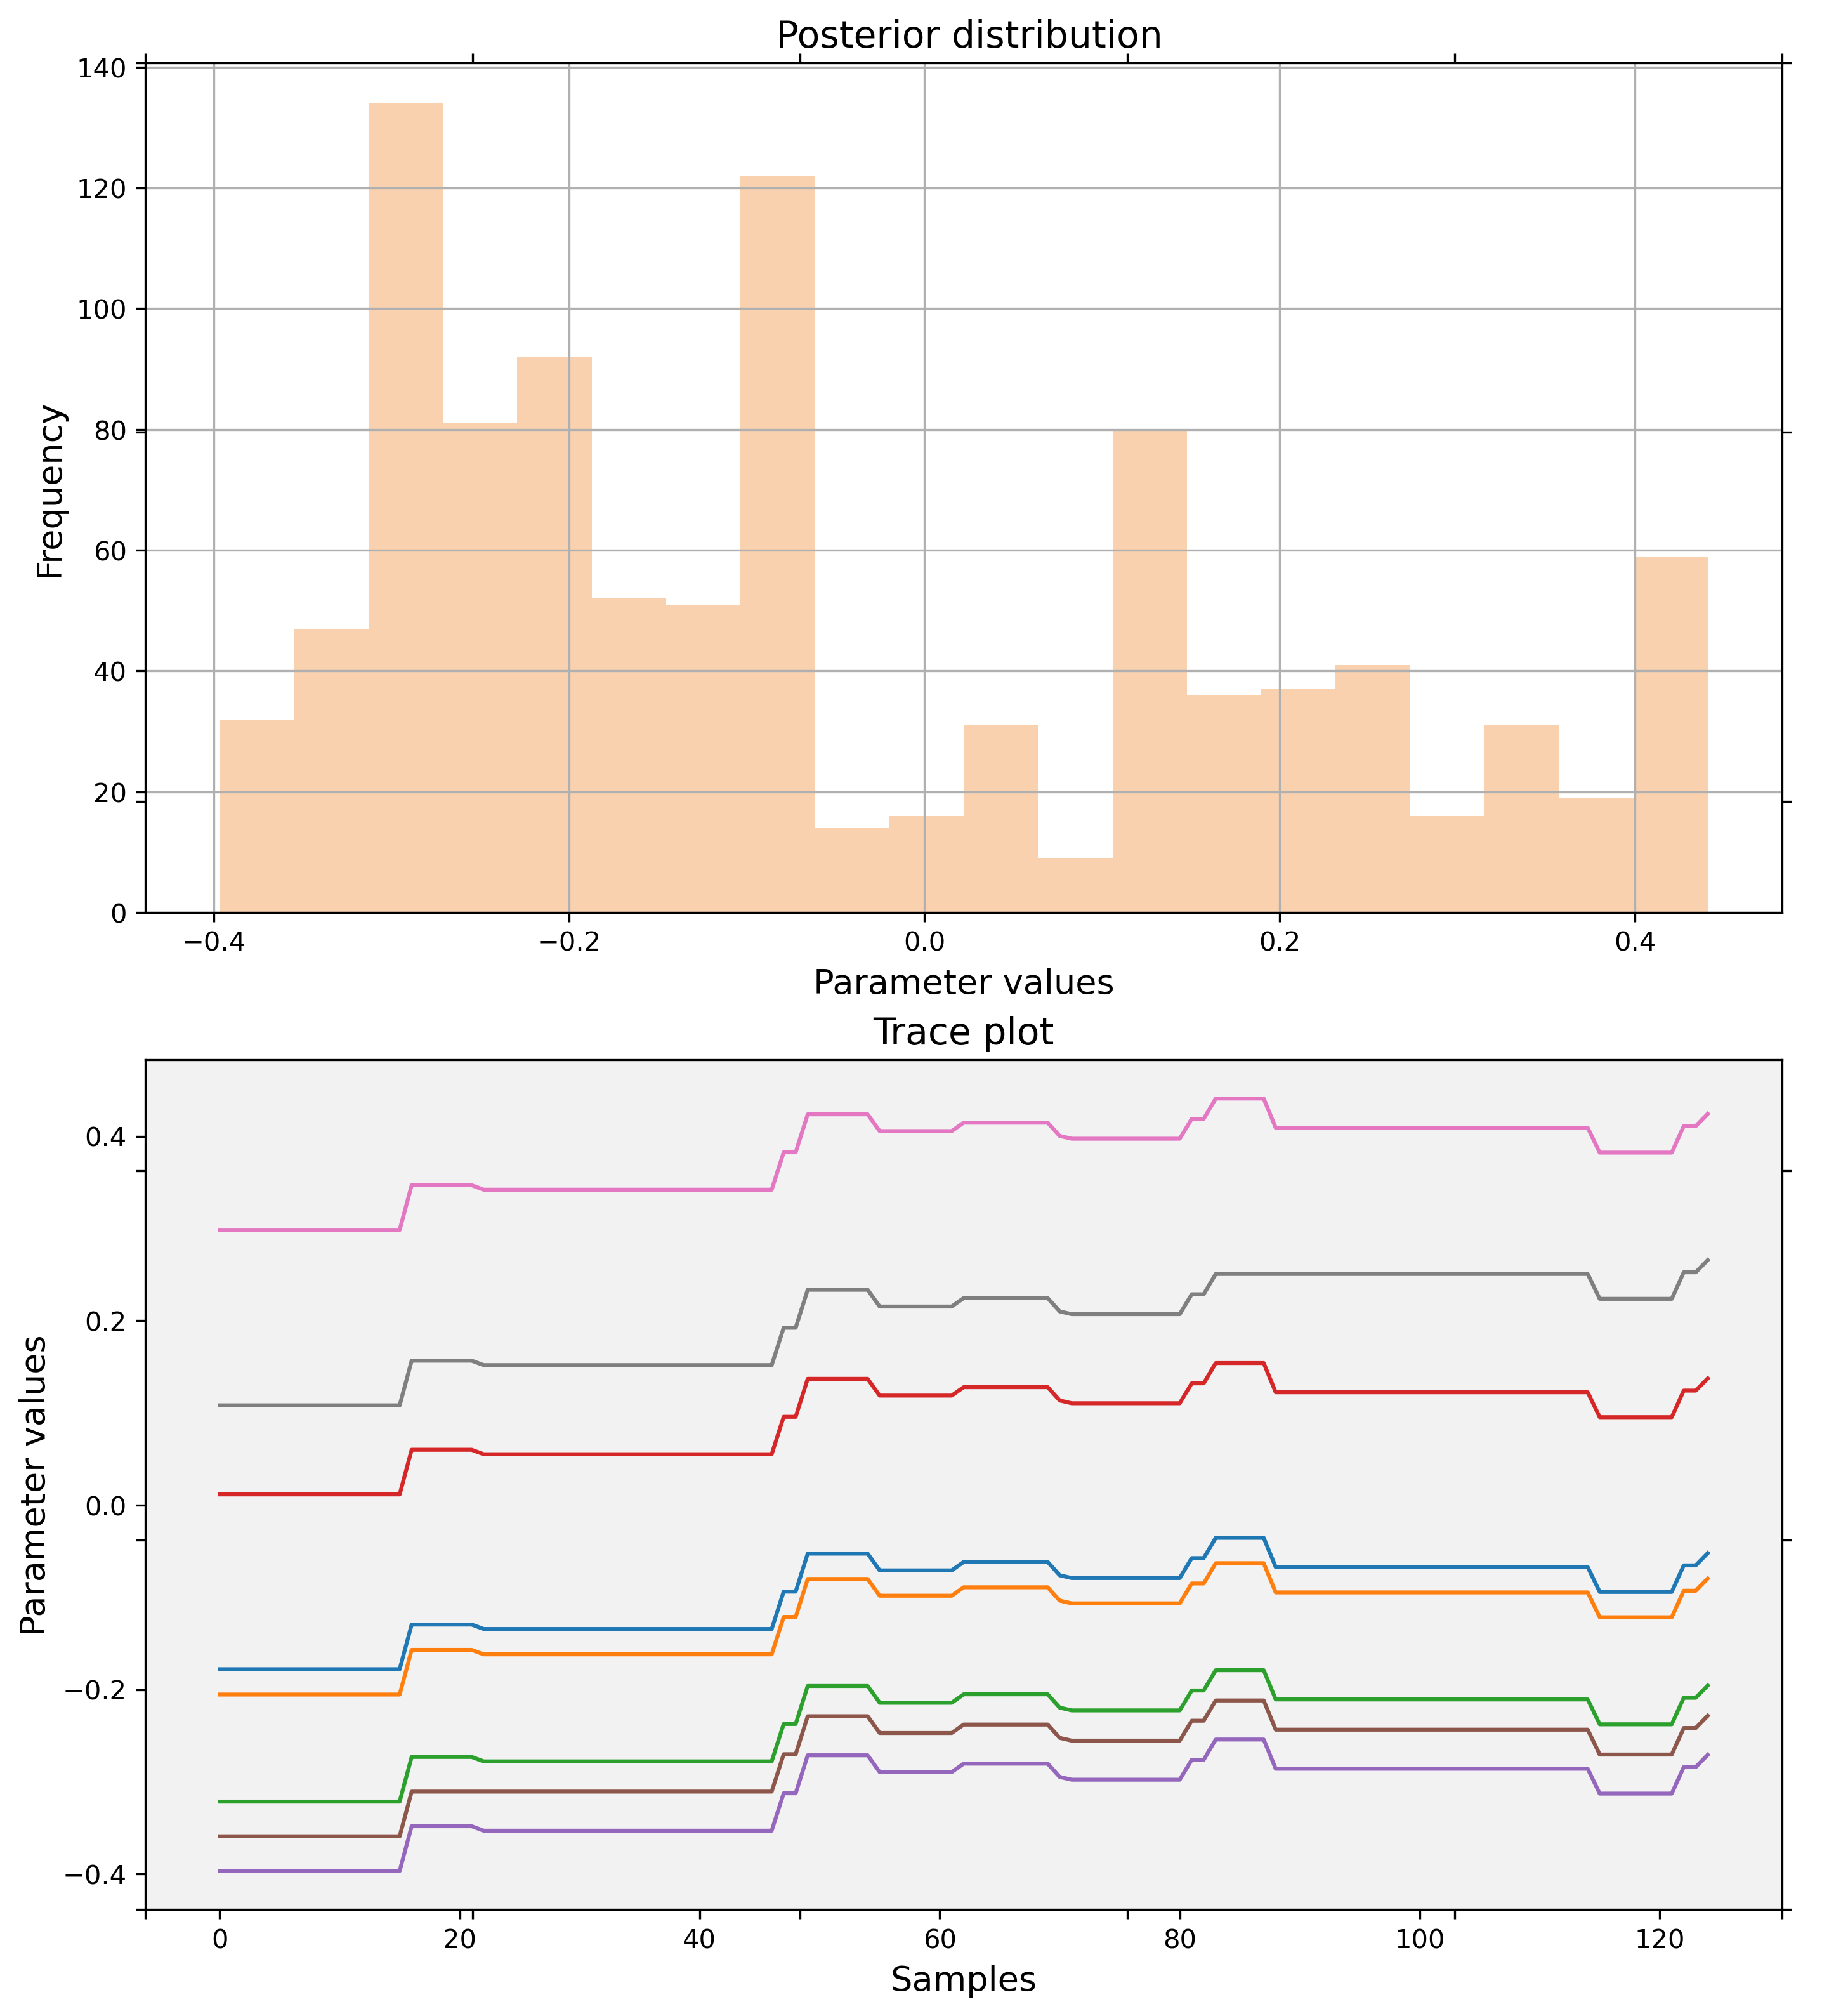 Posterior distribution
140
120
100
80
60
40
20
0
Frequency
−0.4 −0.2 0.0 0.2 0.4
Parameter values
Trace plot
0.4
0.2
0.0
−0.2
−0.4
Parameter values
0 20 40 60 80 100 120
Samples